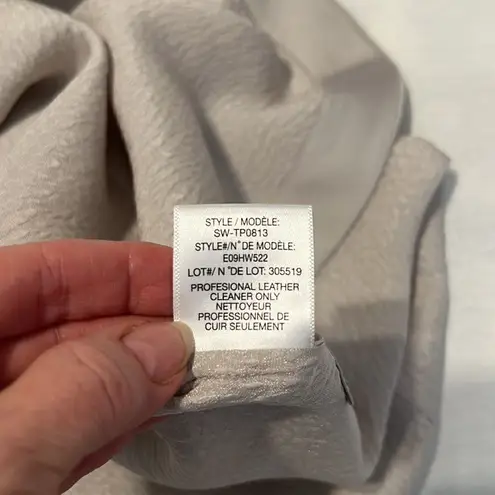 STYLE / MODÈLE:
SW-TP0813
STYLE#/N° DE MODÈLE:
E09HW522
LOT#/ N °DE LOT: 305519
PROFESIONAL LEATHER
CLEANER ONLY
NETTOYEUR
PROFESSIONNEL DE
CUIR SEULEMENT